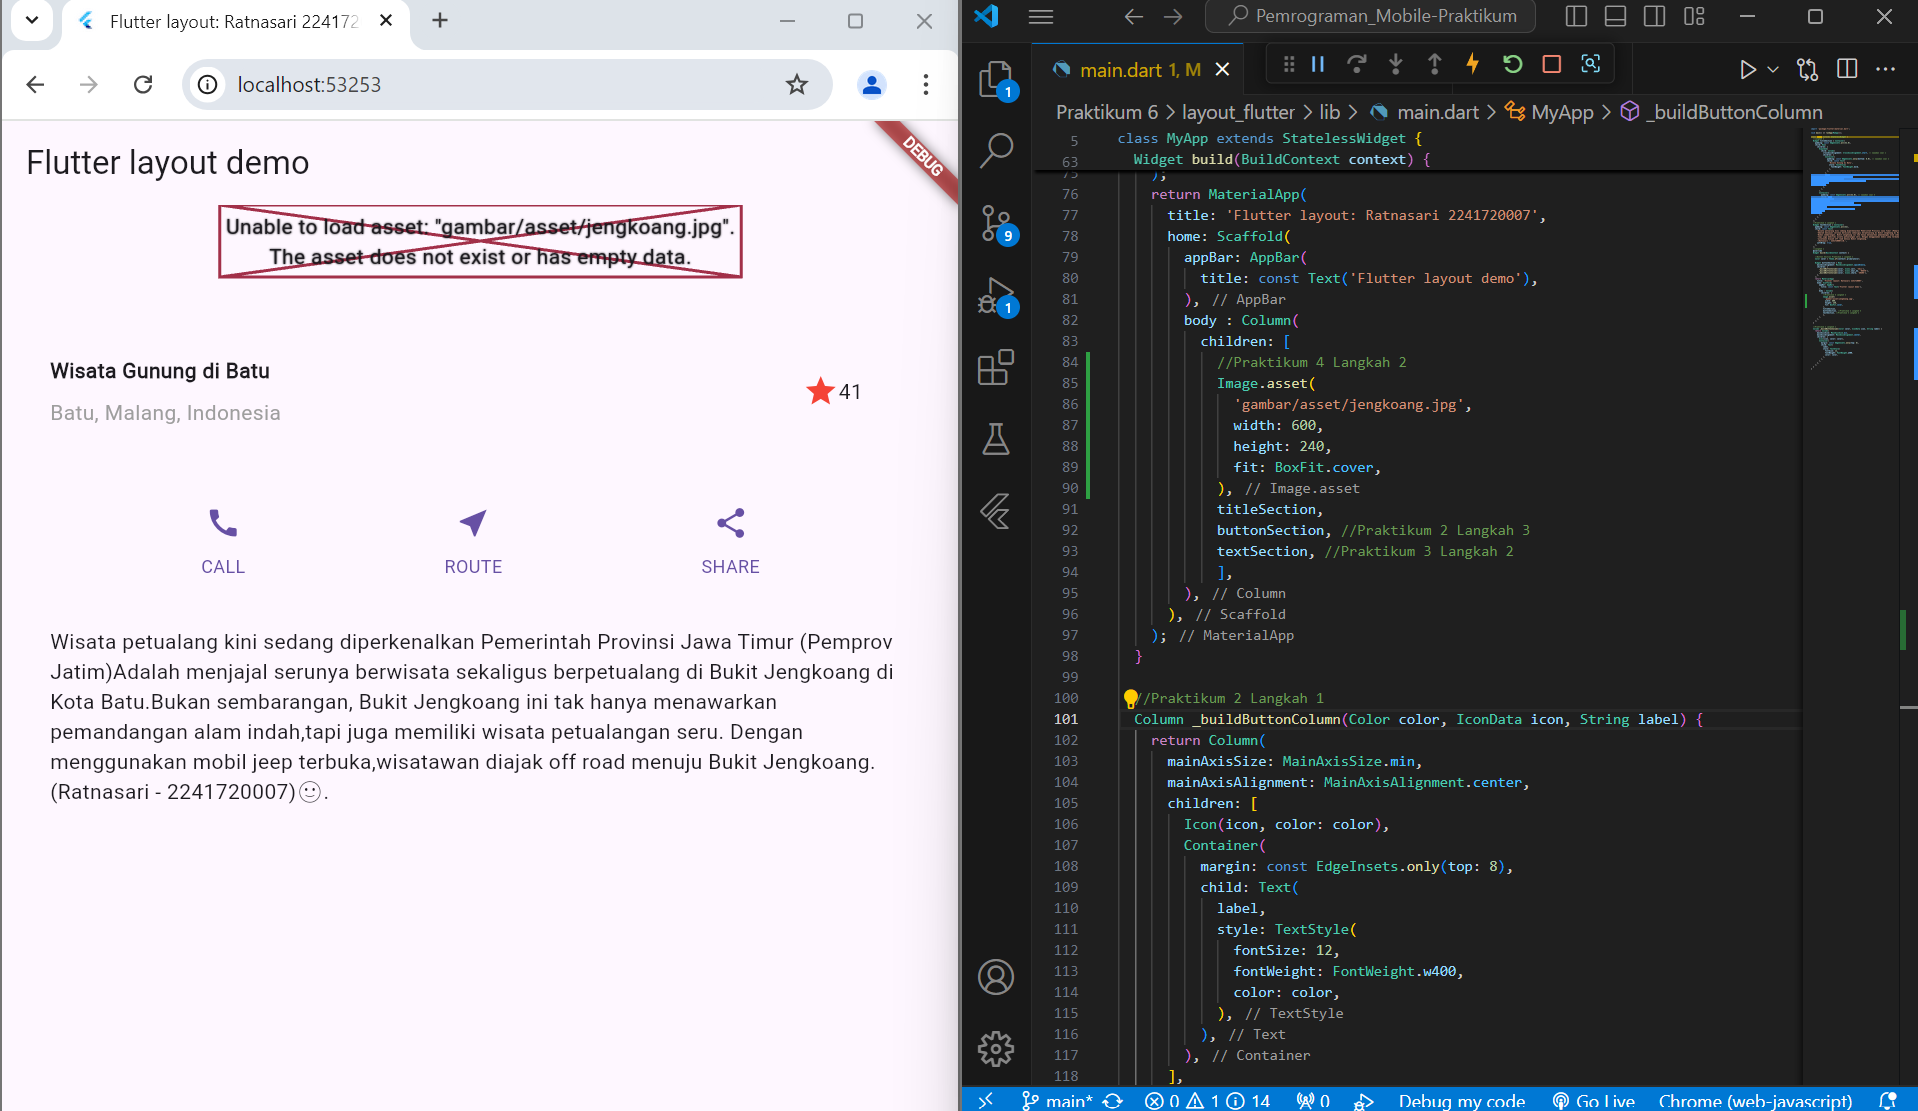 Flutter layout: Ratnasari 224172
localhost:53253
DEBUG
Flutter layout demo
Unable to load asset: "gambar/asset/jengkoang.jpg".
The asset does not exist or has empty data.
Wisata Gunung di Batu
Batu, Malang, Indonesia
41
CALL
ROUTE
SHARE
Wisata petualang kini sedang diperkenalkan Pemerintah Provinsi Jawa Timur (Pemprov
Jatim)Adalah menjajal serunya berwisata sekaligus berpetualang di Bukit Jengkoang di
Kota Batu.Bukan sembarangan, Bukit Jengkoang ini tak hanya menawarkan
pemandangan alam indah,tapi juga memiliki wisata petualangan seru. Dengan
menggunakan mobil jeep terbuka,wisatawan diajak off road menuju Bukit Jengkoang.
(Ratnasari - 2241720007)☺.
Pemrograman_Mobile-Praktikum
main.dart 1, M
1
9
1
Praktikum 6 > layout_flutter > lib > main.dart > MyApp > _buildButtonColumn
5 class MyApp extends StatelessWidget {
63 Widget build(BuildContext context) {
75 );
76 return MaterialApp(
77 title: 'Flutter layout: Ratnasari 2241720007',
78 home: Scaffold(
79 appBar: AppBar(
80 title: const Text('Flutter layout demo'),
81 ), // AppBar
82 body : Column(
83 children: [
84 //Praktikum 4 Langkah 2
85 Image.asset(
86 'gambar/asset/jengkoang.jpg',
87 width: 600,
88 height: 240,
89 fit: BoxFit.cover,
90 ), // Image.asset
91 titleSection,
92 buttonSection, //Praktikum 2 Langkah 3
93 textSection, //Praktikum 3 Langkah 2
94 ],
95 ), // Column
96 ), // Scaffold
97 ); // MaterialApp
98 }
99
100 //Praktikum 2 Langkah 1
101 Column _buildButtonColumn(Color color, IconData icon, String label) {
102 return Column(
103 mainAxisSize: MainAxisSize.min,
104 mainAxisAlignment: MainAxisAlignment.center,
105 children: [
106 Icon(icon, color: color),
107 Container(
108 margin: const EdgeInsets.only(top: 8),
109 child: Text(
110 label,
111 style: TextStyle(
112 fontSize: 12,
113 fontWeight: FontWeight.w400,
114 color: color,
115 ), // TextStyle
116 ), // Text
117 ), // Container
118 ],
main* 0 1 14 0 Debug my code Go Live Chrome (web-javascript)